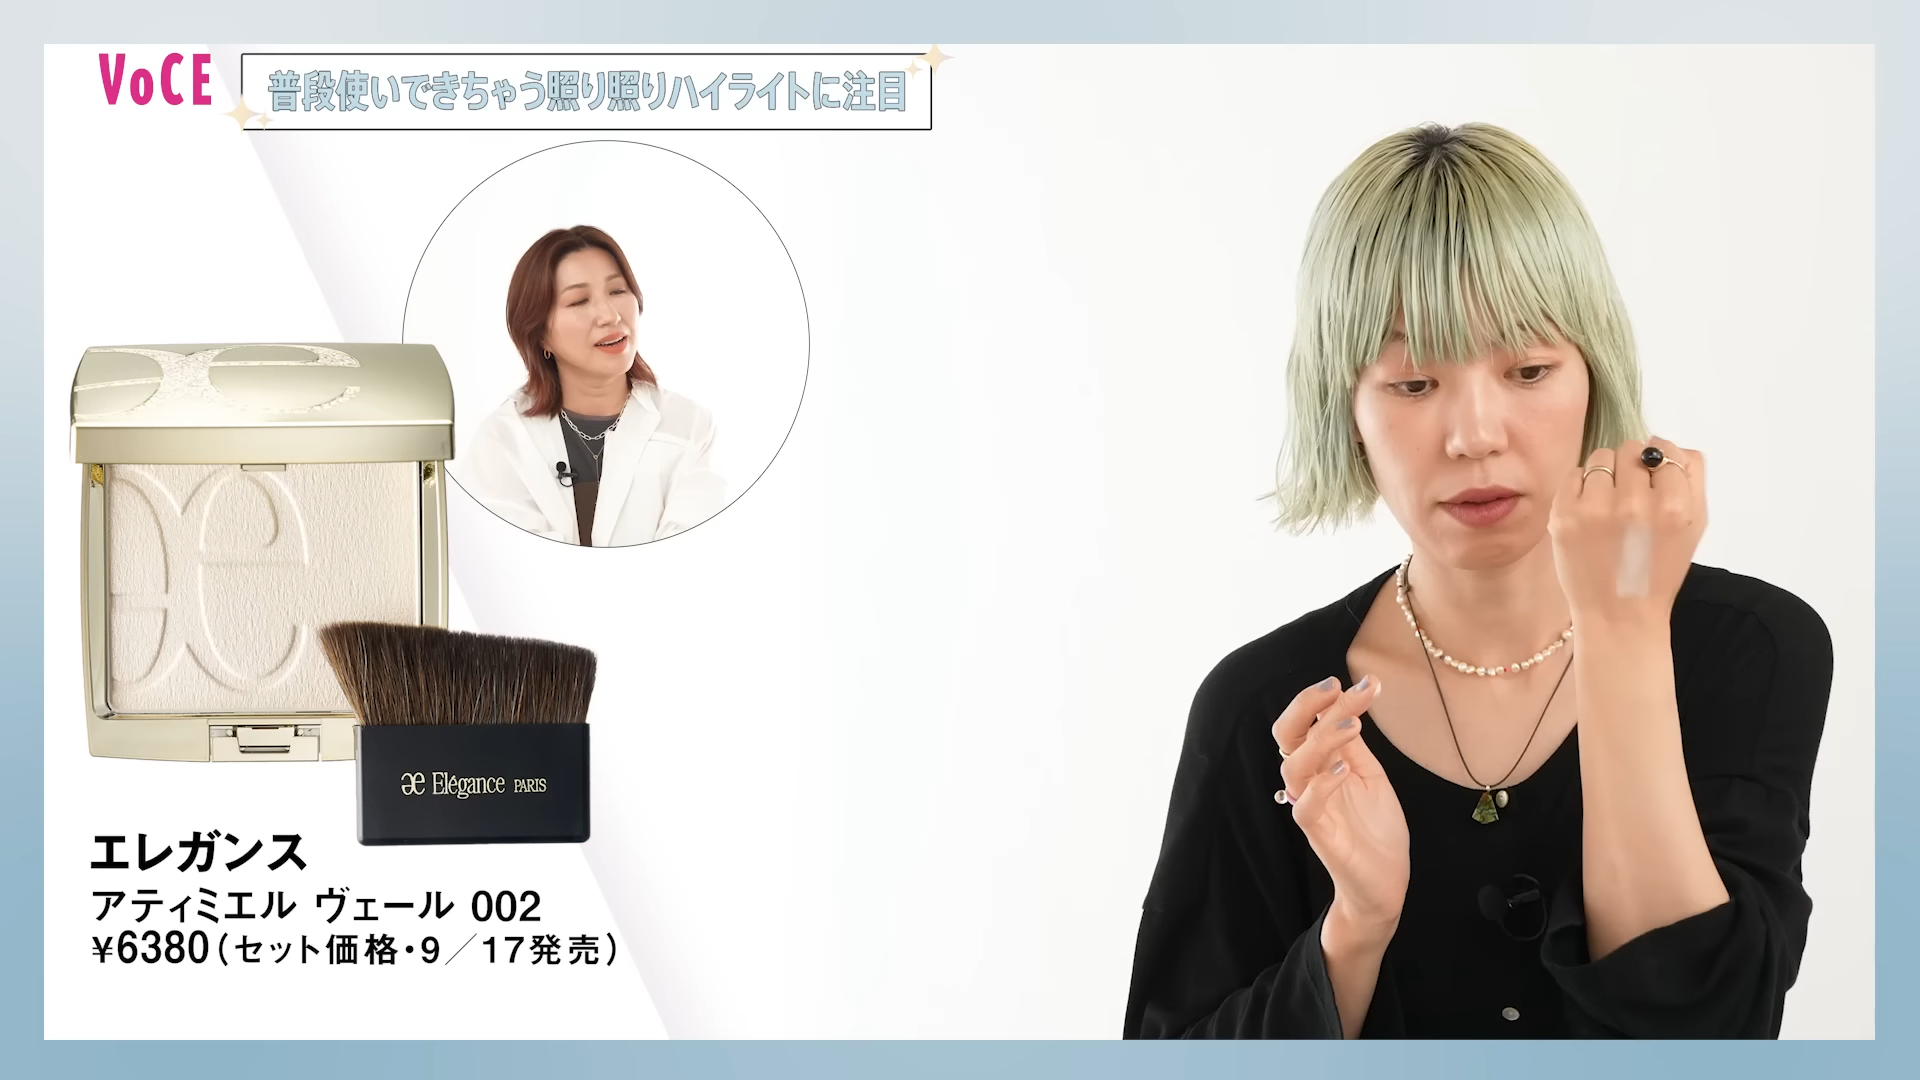 VoCE
普段使いできちゃう照り照りハイライトに注目
æ Elégance PARIS
エレガンス
アティミエル ヴェール 002
¥6380(セット価格・9/17発売)